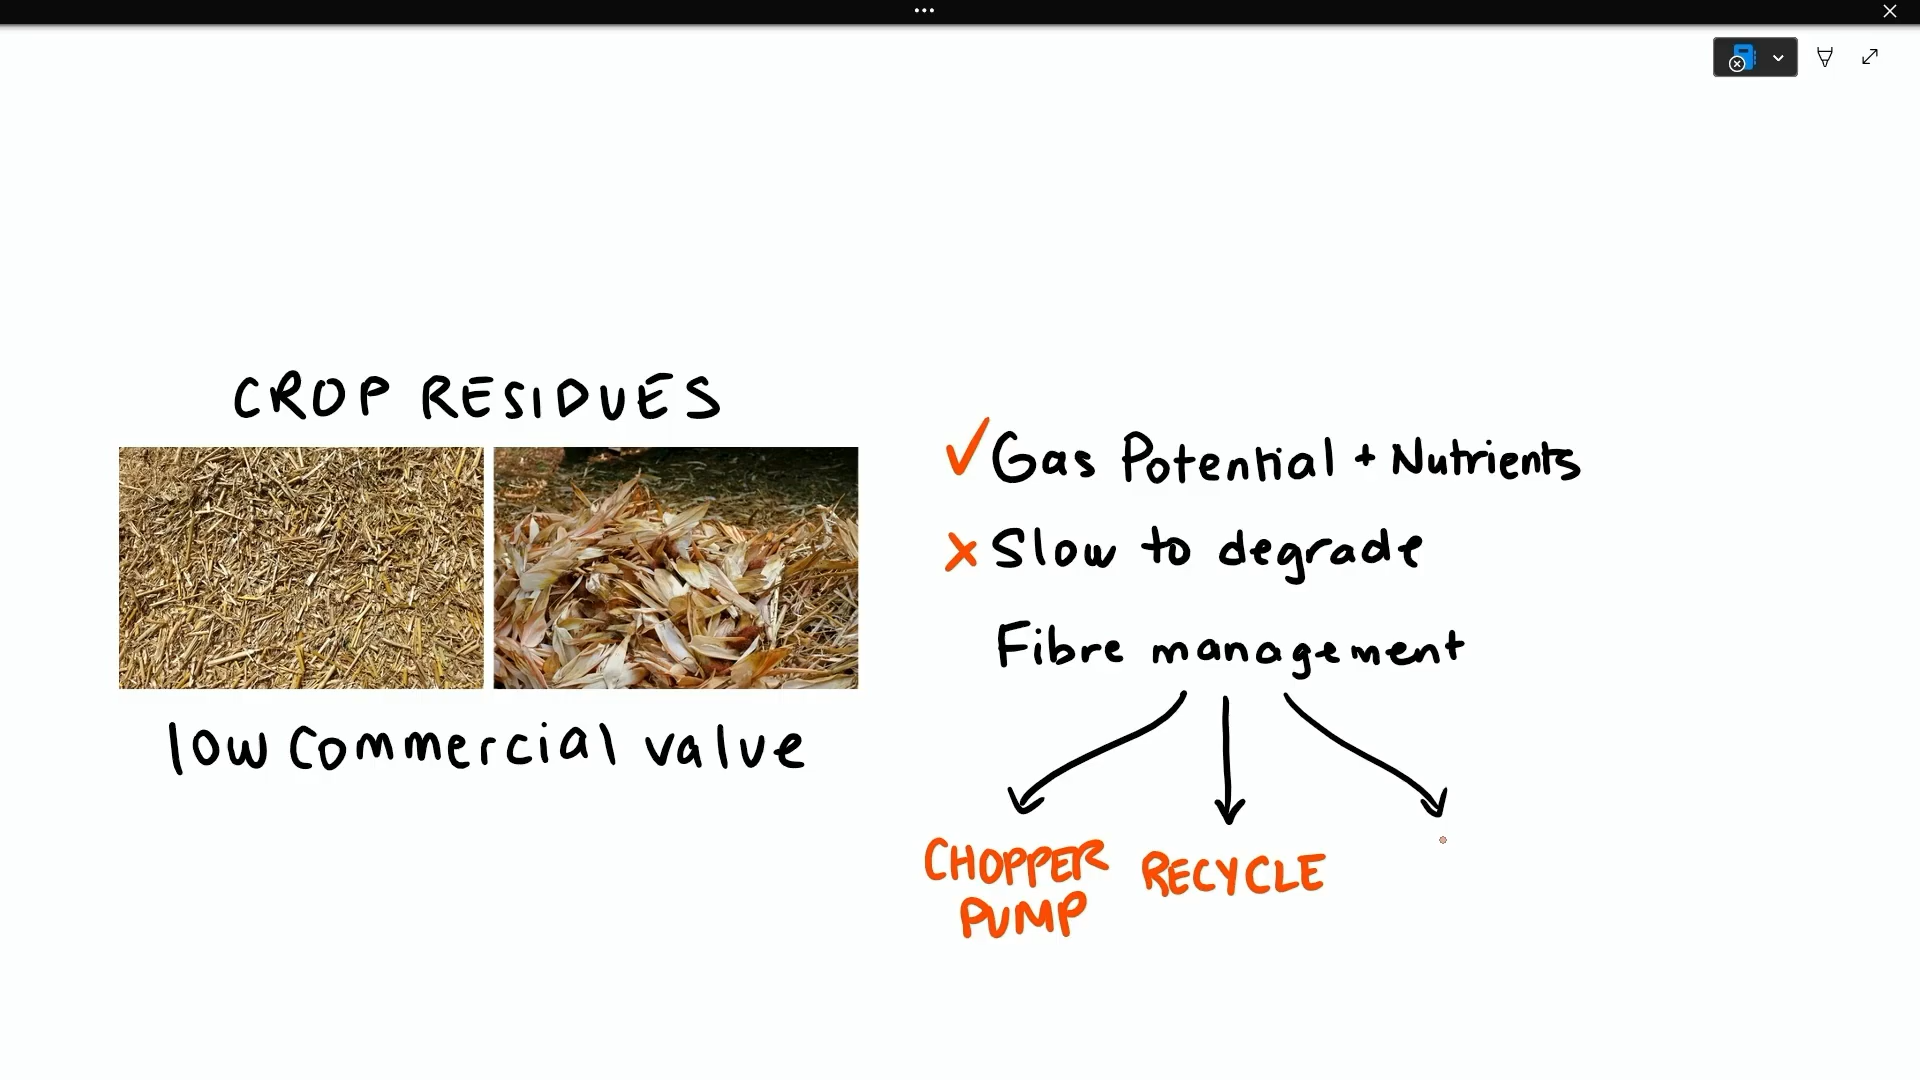 CROP RESIDUES
low commercial value
Gas Potential + Nutrients
Slow to degrade
Fibre management
CHOPPER
PUMP
RECYCLE